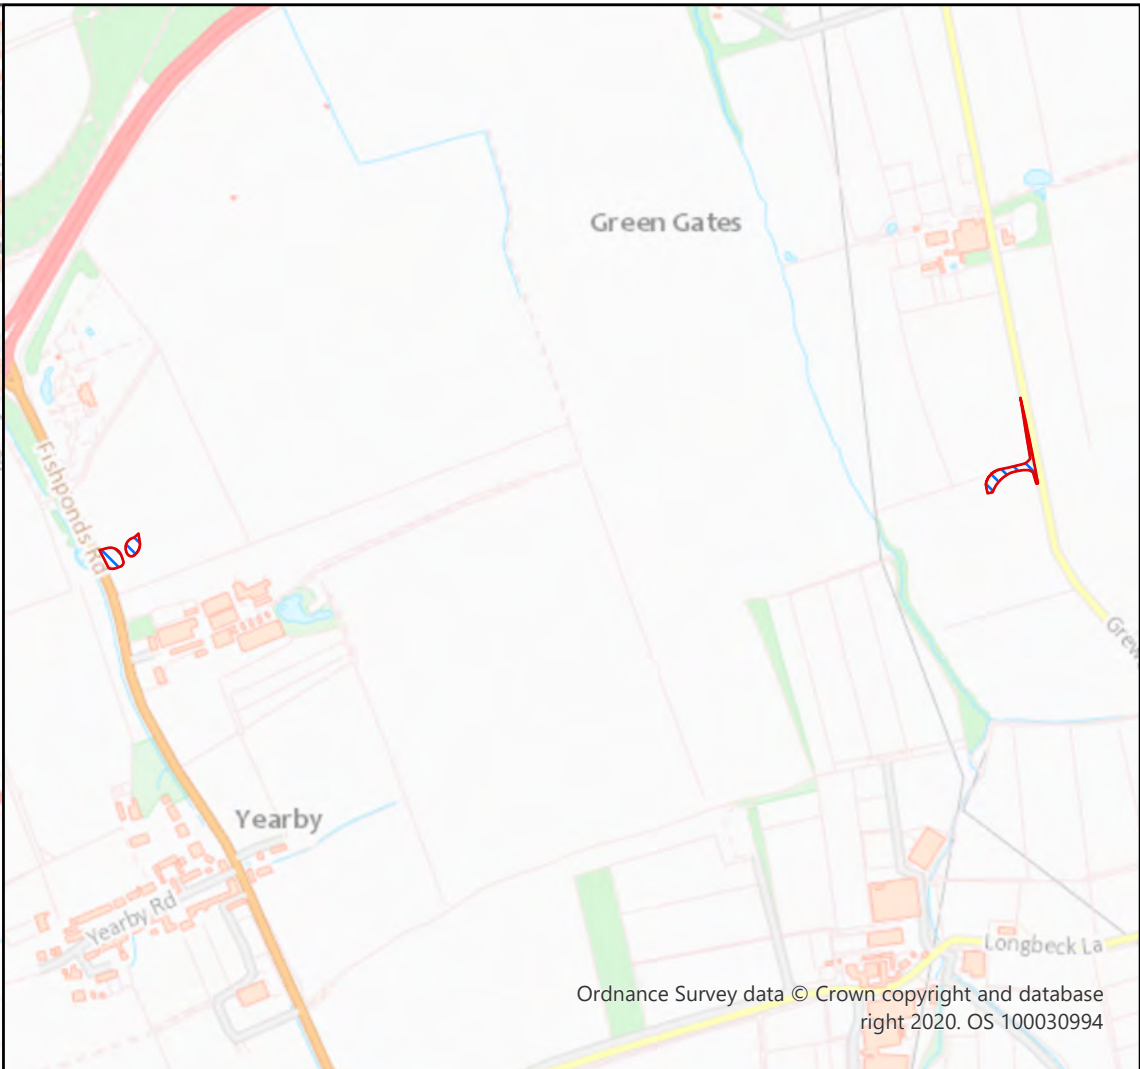 Green Gates
Fishponds Rd
Yearby
Yearby Rd
Longbeck La
Ordnance Survey data © Crown copyright and database
right 2020. OS 100030994